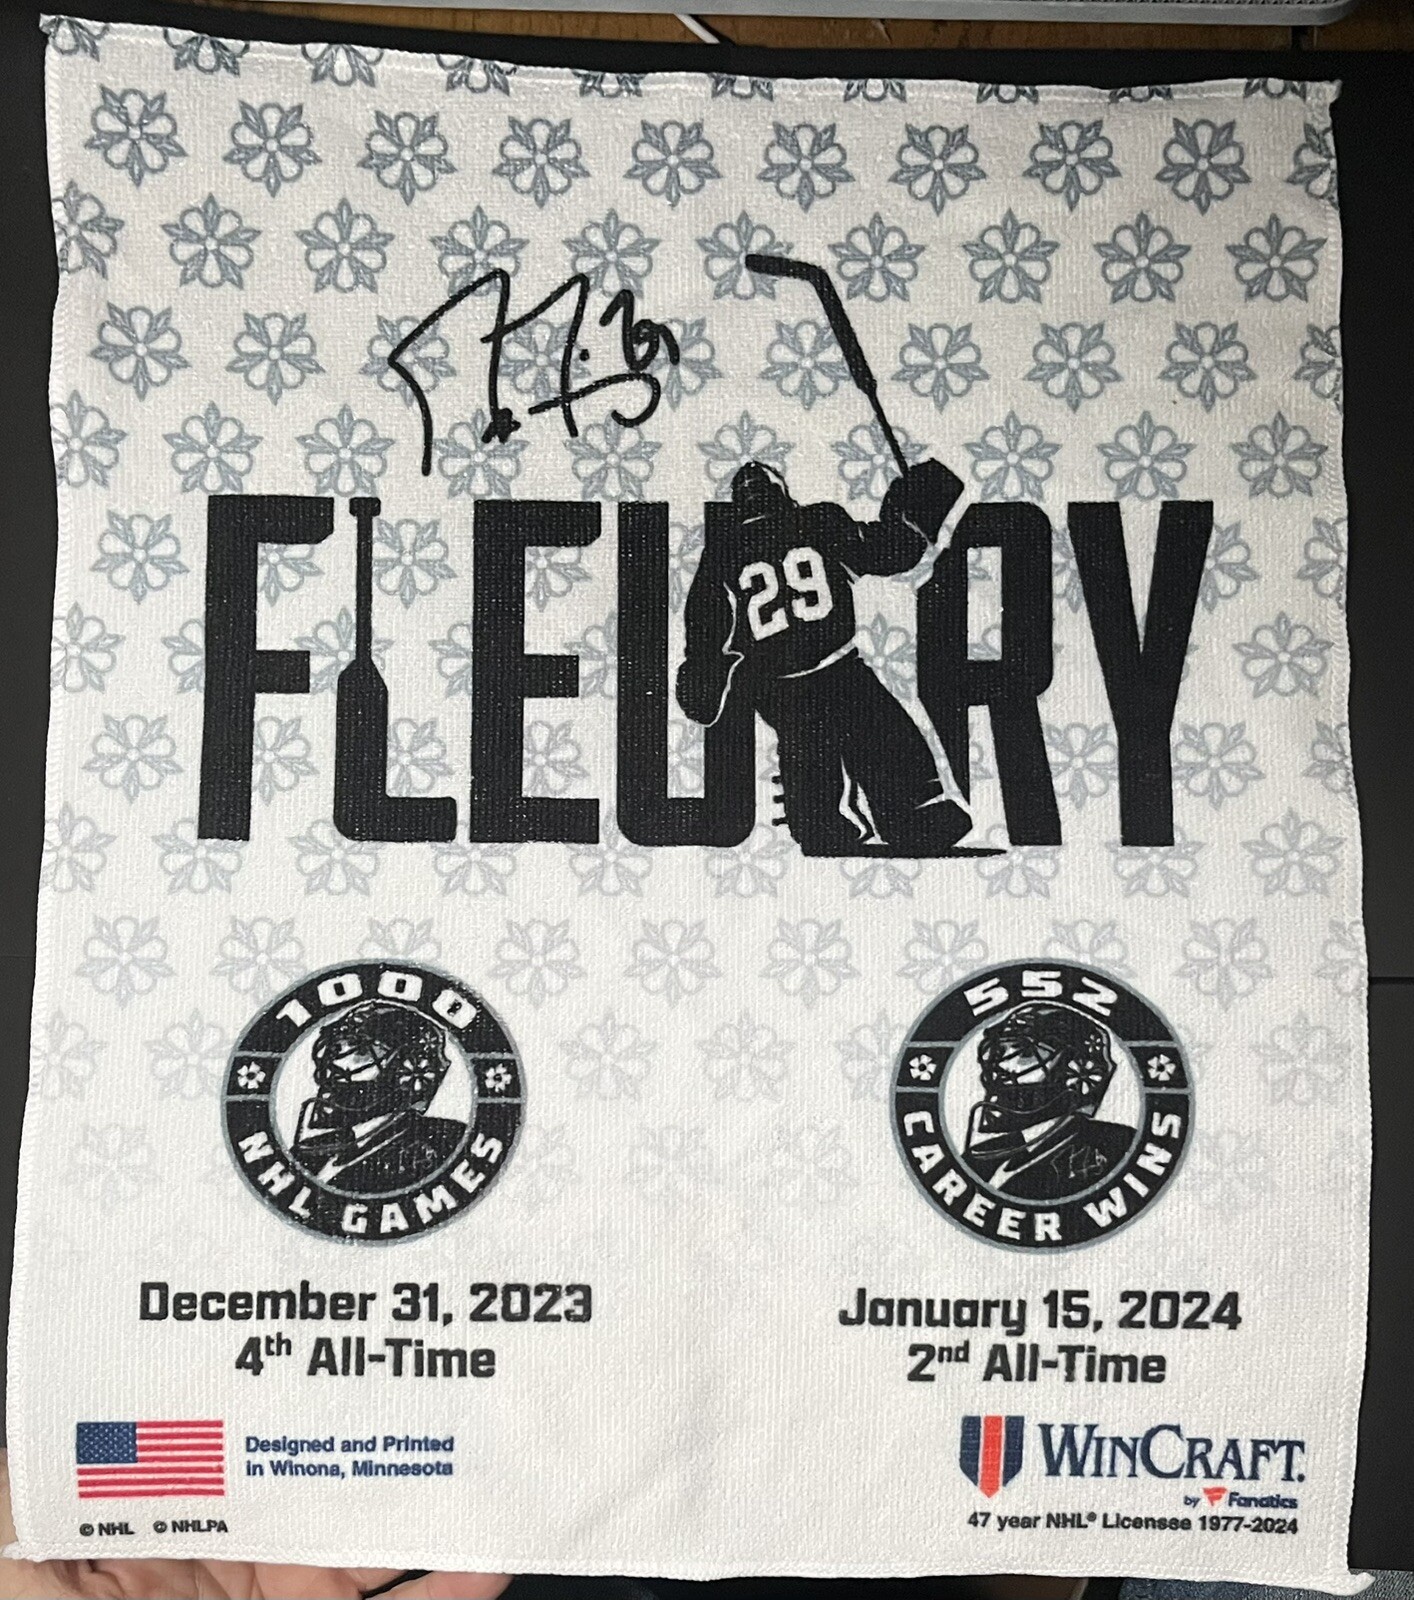 FLEURY
29
1000
NHL GAMES
552
CAREER WINS
December 31, 2023
4th All-Time
January 15, 2024
2nd All-Time
Designed and Printed
in Winona, Minnesota
© NHL © NHLPA
WINCRAFT.
by Fanatics
47 year NHL® Licensee 1977-2024